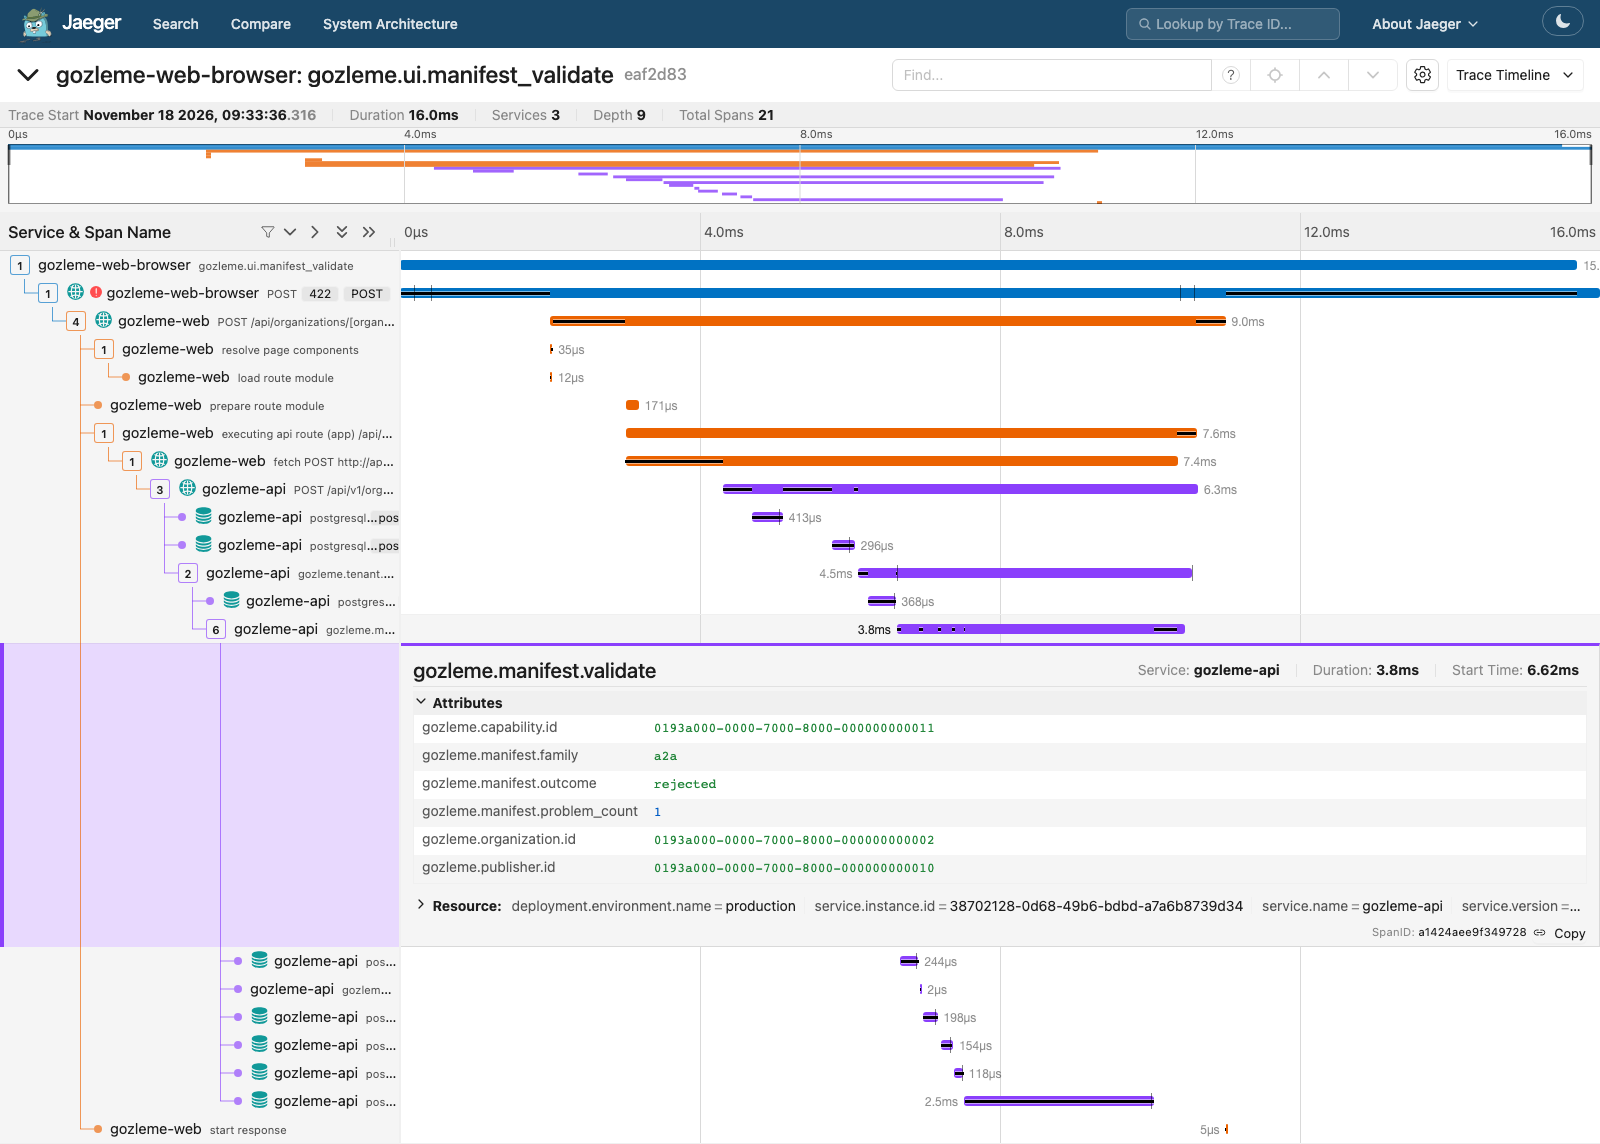 Jaeger Search Compare System Architecture Lookup by Trace ID... About Jaeger
gozleme-web-browser: gozleme.ui.manifest_validate eaf2d83 Find... ? Trace Timeline
Trace Start November 18 2026, 09:33:36.316 Duration 16.0ms Services 3 Depth 9 Total Spans 21
0μs 4.0ms 8.0ms 12.0ms 16.0ms
Service & Span Name 0μs 4.0ms 8.0ms 12.0ms 16.0ms
1 gozleme-web-browser gozleme.ui.manifest_validate 15.
1 gozleme-web-browser POST 422 POST
4 gozleme-web POST /api/organizations/[organ... 9.0ms
1 gozleme-web resolve page components 35μs
gozleme-web load route module 12μs
gozleme-web prepare route module 171μs
1 gozleme-web executing api route (app) /api/... 7.6ms
1 gozleme-web fetch POST http://ap... 7.4ms
3 gozleme-api POST /api/v1/org... 6.3ms
gozleme-api postgresql...pos 413μs
gozleme-api postgresql...pos 296μs
2 gozleme-api gozleme.tenant.... 4.5ms
gozleme-api postgres... 368μs
6 gozleme-api gozleme.m... 3.8ms
gozleme.manifest.validate Service: gozleme-api Duration: 3.8ms Start Time: 6.62ms
Attributes
gozleme.capability.id 0193a000-0000-7000-8000-000000000011
gozleme.manifest.family a2a
gozleme.manifest.outcome rejected
gozleme.manifest.problem_count 1
gozleme.organization.id 0193a000-0000-7000-8000-000000000002
gozleme.publisher.id 0193a000-0000-7000-8000-000000000010
Resource: deployment.environment.name = production service.instance.id = 38702128-0d68-49b6-bdbd-a7a6b8739d34 service.name = gozleme-api service.version =...
SpanID: a1424aee9f349728 Copy
gozleme-api pos... 244μs
gozleme-api gozlem... 2μs
gozleme-api pos... 198μs
gozleme-api pos... 154μs
gozleme-api pos... 118μs
gozleme-api pos... 2.5ms
gozleme-web start response 5μs